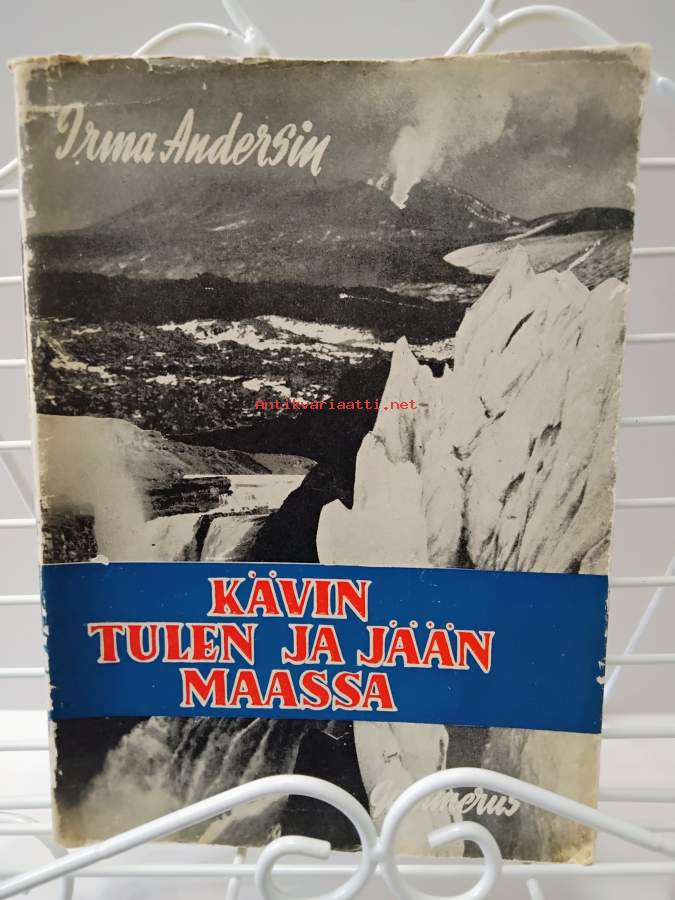 Irma Andersin
Antikvariaatti.net
KÄVIN
TULEN JA JÄÄN
MAASSA